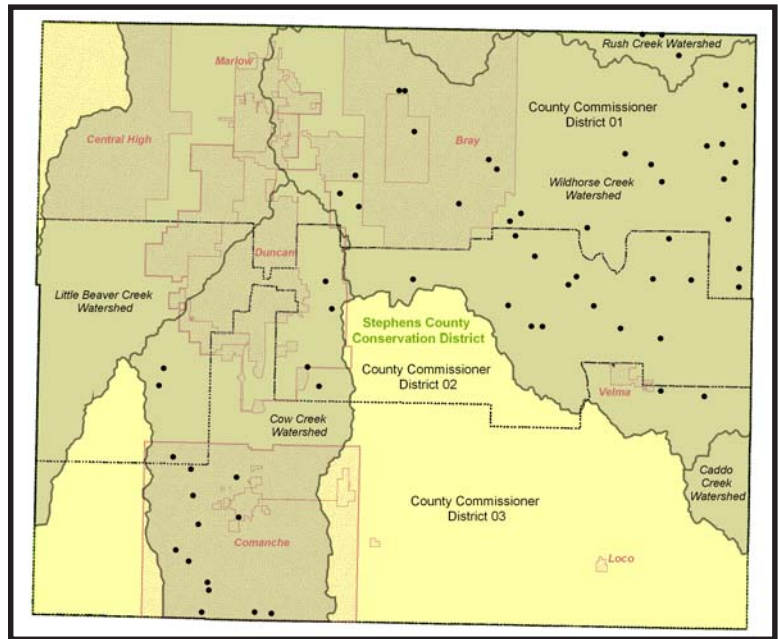 Rush Creek Watershed
Marlow
County Commissioner
District 01
Central High
Bray
Wildhorse Creek
Watershed
Duncan
Little Beaver Creek
Watershed
Stephens County
Conservation District
County Commissioner
District 02
Velma
Cow Creek
Watershed
Caddo
Creek
Watershed
County Commissioner
District 03
Comanche
Loco